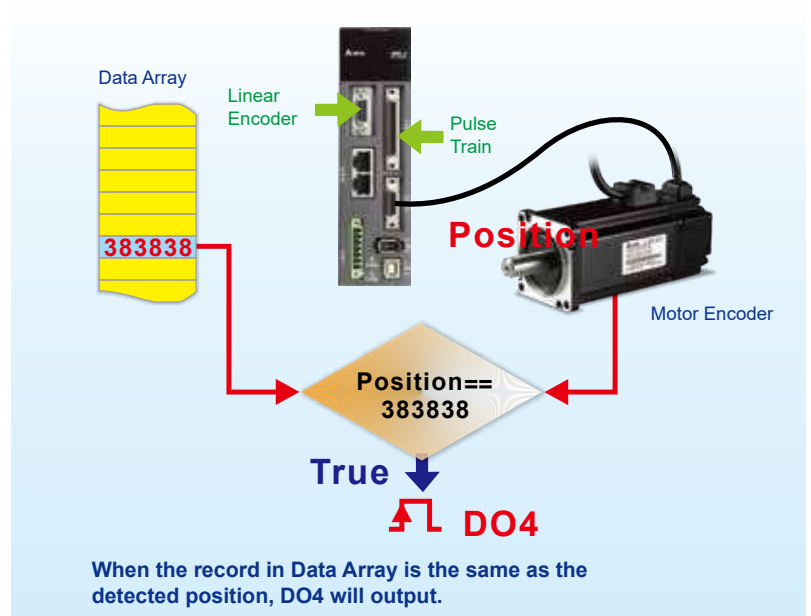 Data Array
Linear
Encoder
Pulse
Train
Position
383838
Motor Encoder
Position==
383838
True
DO4
When the record in Data Array is the same as the
detected position, DO4 will output.